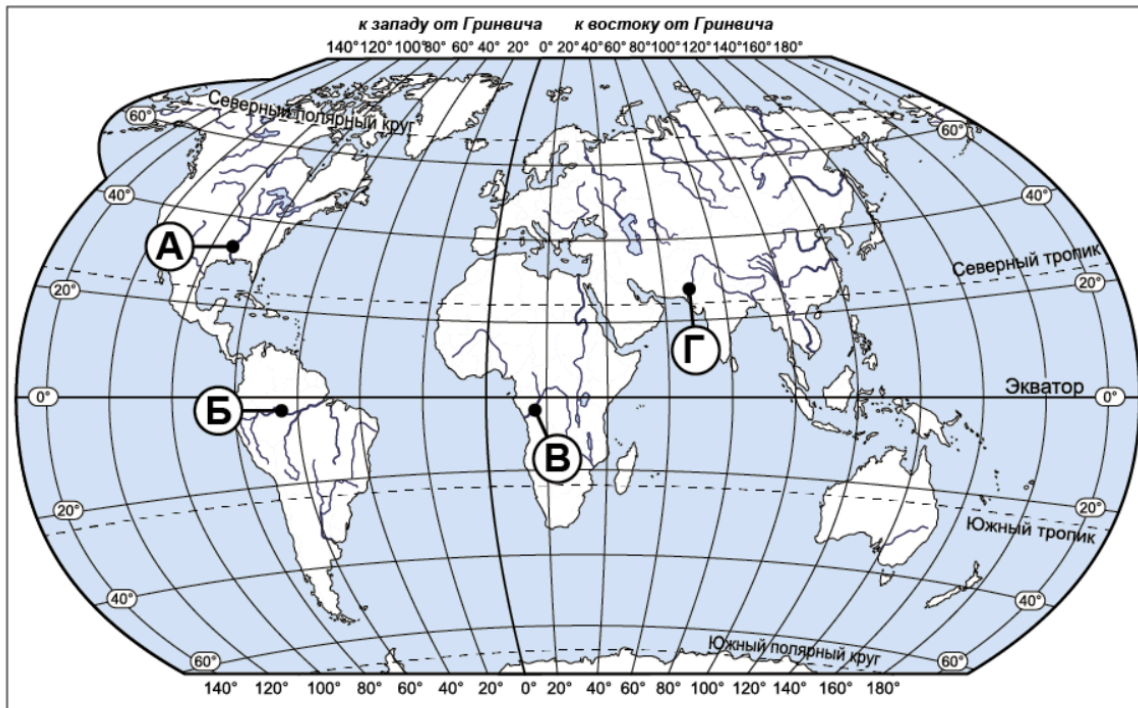 к западу от Гринвича к востоку от Гринвича
140° 120° 100° 80° 60° 40° 20° 0° 20° 40° 60° 80° 100° 120° 140° 160° 180°
Северный полярный круг
60° 60°
40° 40°
А
Северный тропик
20° 20°
Г
Экватор
0° 0°
Б
В
20° 20°
Южный тропик
40° 40°
Южный полярный круг
60° 60°
140° 120° 100° 80° 60° 40° 20° 0° 20° 40° 60° 80° 100° 120° 140° 160° 180°